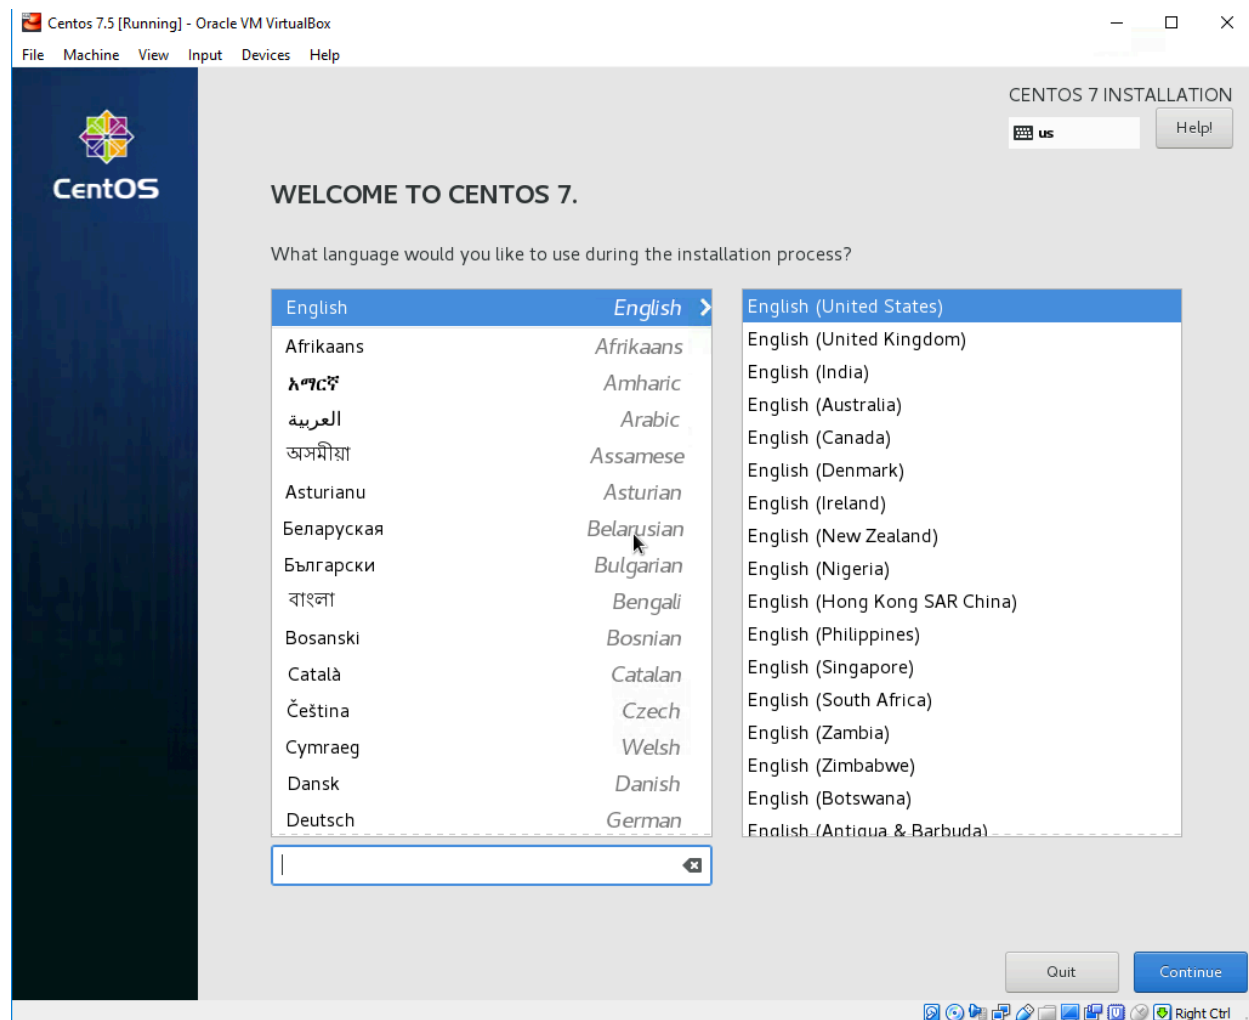 Centos 7.5 [Running] - Oracle VM VirtualBox
File Machine View Input Devices Help
CentOS
CENTOS 7 INSTALLATION
us Help!
WELCOME TO CENTOS 7.
What language would you like to use during the installation process?
English English
Afrikaans Afrikaans
አማርኛ Amharic
العربية Arabic
অসমীয়া Assamese
Asturianu Asturian
Беларуская Belarusian
Български Bulgarian
বাংলা Bengali
Bosanski Bosnian
Català Catalan
Čeština Czech
Cymraeg Welsh
Dansk Danish
Deutsch German
English (United States)
English (United Kingdom)
English (India)
English (Australia)
English (Canada)
English (Denmark)
English (Ireland)
English (New Zealand)
English (Nigeria)
English (Hong Kong SAR China)
English (Philippines)
English (Singapore)
English (South Africa)
English (Zambia)
English (Zimbabwe)
English (Botswana)
English (Antigua & Barbuda)
Quit Continue
Right Ctrl